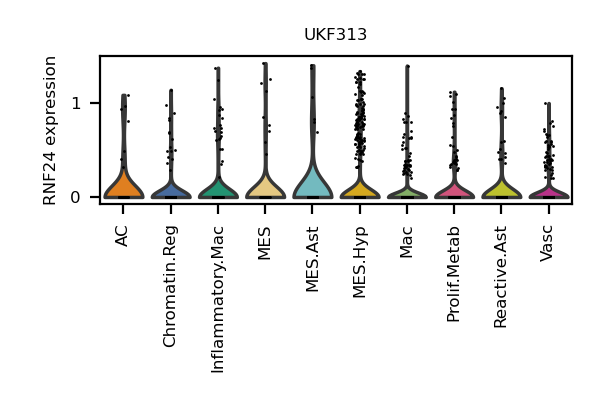 UKF313
RNF24 expression
1
0
AC
Chromatin.Reg
Inflammatory.Mac
MES
MES.Ast
MES.Hyp
Mac
Prolif.Metab
Reactive.Ast
Vasc